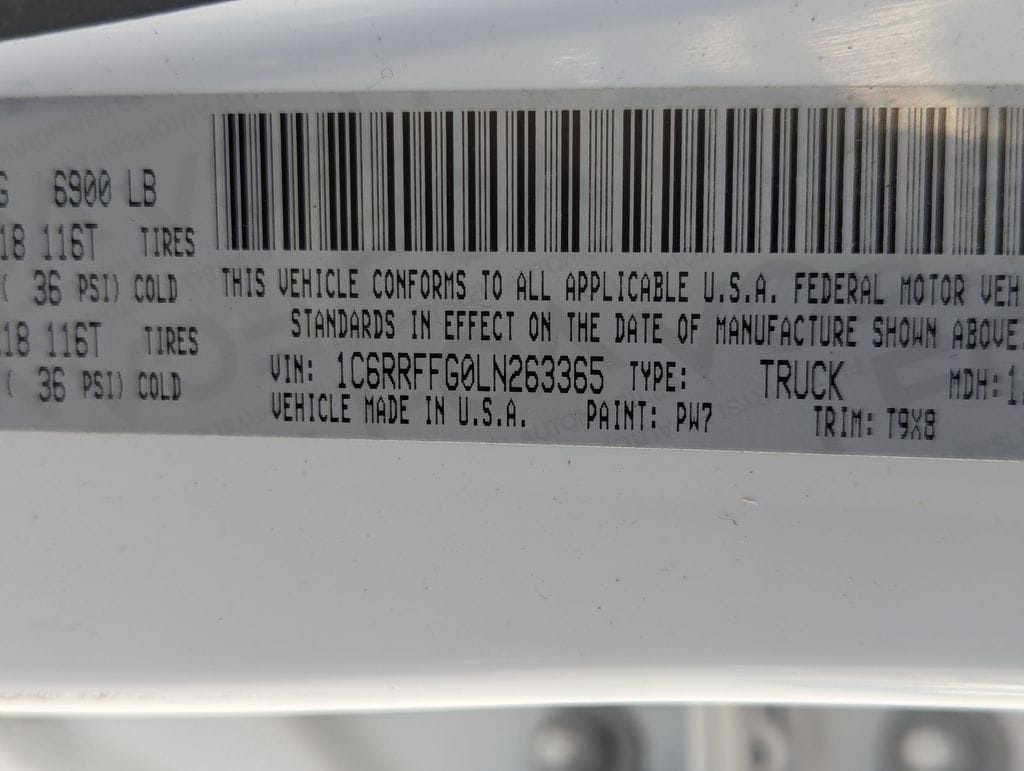 6900 LB
18 116T TIRES
( 36 PSI) COLD
18 116T TIRES
( 36 PSI) COLD
THIS VEHICLE CONFORMS TO ALL APPLICABLE U.S.A. FEDERAL MOTOR VEH
STANDARDS IN EFFECT ON THE DATE OF MANUFACTURE SHOWN ABOVE.
VIN: 1C6RRFFG0LN263365 TYPE: TRUCK MDH:1
VEHICLE MADE IN U.S.A. PAINT: PW7 TRIM: T9X8